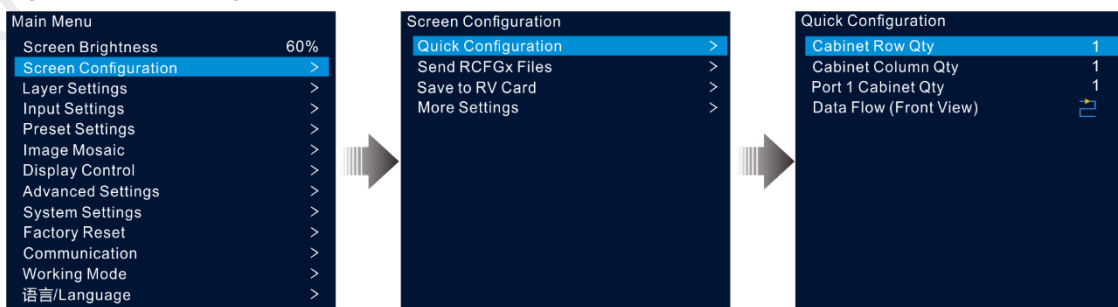 Main Menu
Screen Brightness 60%
Screen Configuration >
Layer Settings >
Input Settings >
Preset Settings >
Image Mosaic >
Display Control >
Advanced Settings >
System Settings >
Factory Reset >
Communication >
Working Mode >
语言/Language >
Screen Configuration
Quick Configuration >
Send RCFGx Files >
Save to RV Card >
More Settings >
Quick Configuration
Cabinet Row Qty 1
Cabinet Column Qty 1
Port 1 Cabinet Qty 1
Data Flow (Front View)